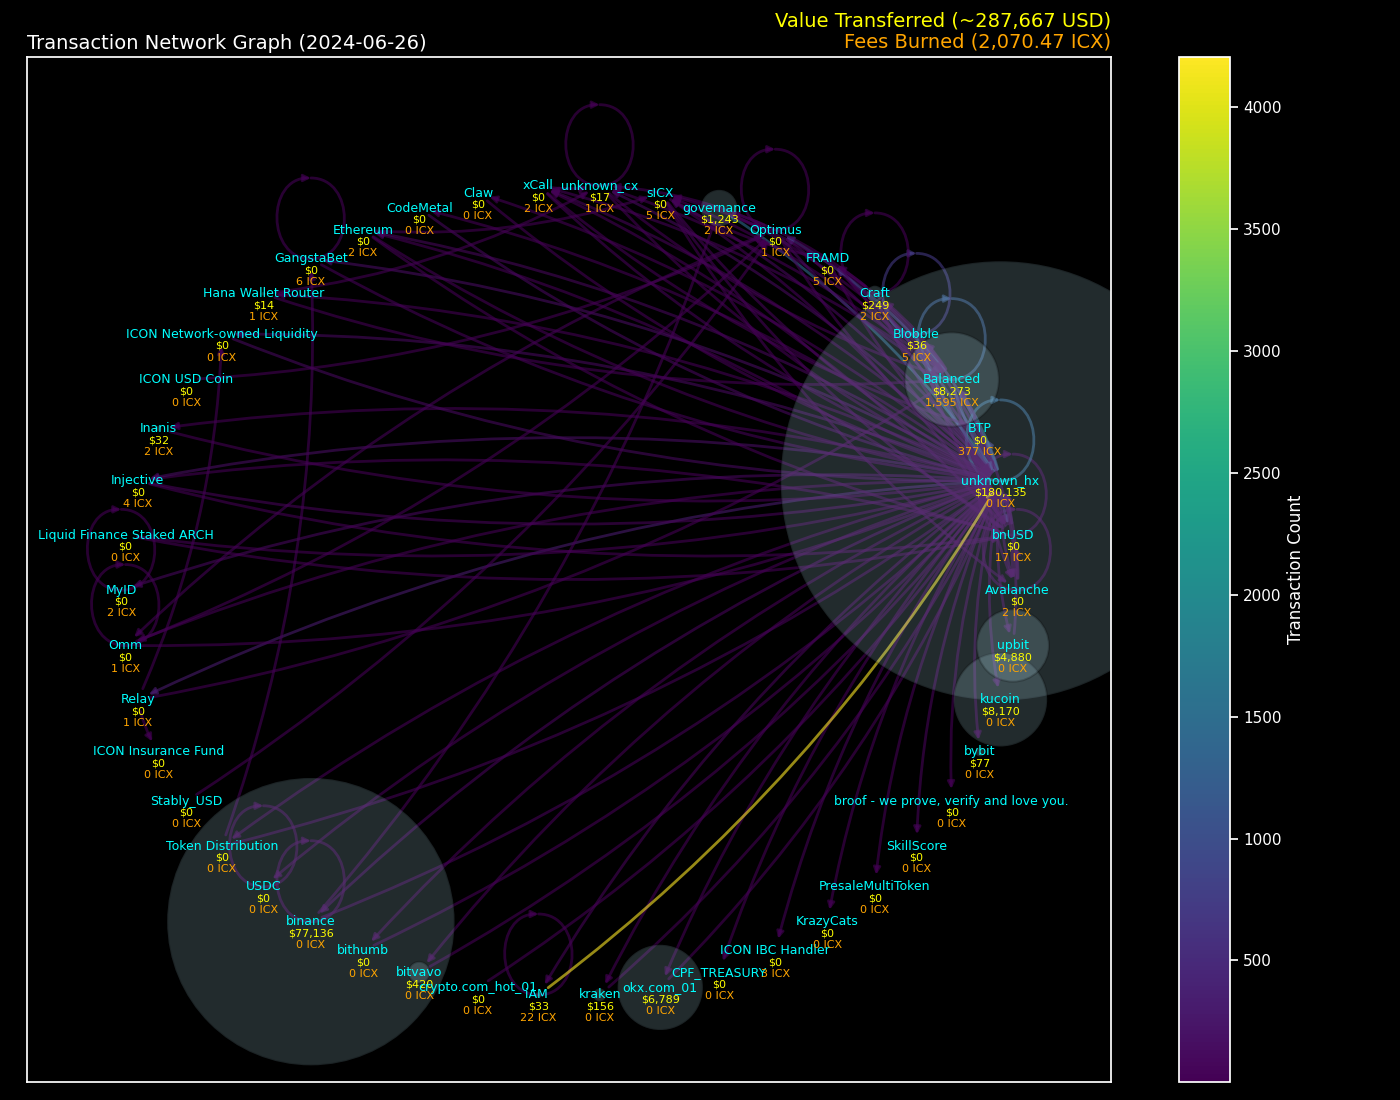 Value Transferred (~287,667 USD)
Transaction Network Graph (2024-06-26)
Fees Burned (2,070.47 ICX)
xCall
$0
2 ICX
unknown_cx
$17
1 ICX
sICX
$0
5 ICX
Claw
$0
0 ICX
governance
$1,243
2 ICX
CodeMetal
$0
0 ICX
Optimus
$0
1 ICX
Ethereum
$0
2 ICX
FRAMD
$0
5 ICX
GangstaBet
$0
6 ICX
Craft
$249
2 ICX
Hana Wallet Router
$14
1 ICX
Blobble
$36
5 ICX
ICON Network-owned Liquidity
$0
0 ICX
Balanced
$8,273
1,595 ICX
ICON USD Coin
$0
0 ICX
BTP
$0
377 ICX
Inanis
$32
2 ICX
unknown_hx
$180,135
0 ICX
Injective
$0
4 ICX
bnUSD
$0
17 ICX
Liquid Finance Staked ARCH
$0
0 ICX
Avalanche
$0
2 ICX
MyID
$0
2 ICX
upbit
$4,880
0 ICX
Omm
$0
1 ICX
kucoin
$8,170
0 ICX
Relay
$0
1 ICX
bybit
$77
0 ICX
ICON Insurance Fund
$0
0 ICX
broof - we prove, verify and love you.
$0
0 ICX
Stably_USD
$0
0 ICX
SkillScore
$0
0 ICX
Token Distribution
$0
0 ICX
PresaleMultiToken
$0
0 ICX
USDC
$0
0 ICX
KrazyCats
$0
0 ICX
binance
$77,136
0 ICX
ICON IBC Handler
$0
ICX
bithumb
$0
0 ICX
CPF_TREASURY
$0
0 ICX
bitvavo
$420
0 ICX
crypto.com_hot_01
$0
0 ICX
IAM
$33
22 ICX
kraken
$156
0 ICX
okx.com_01
$6,789
0 ICX
4000
3500
3000
2500
2000
1500
1000
500
Transaction Count